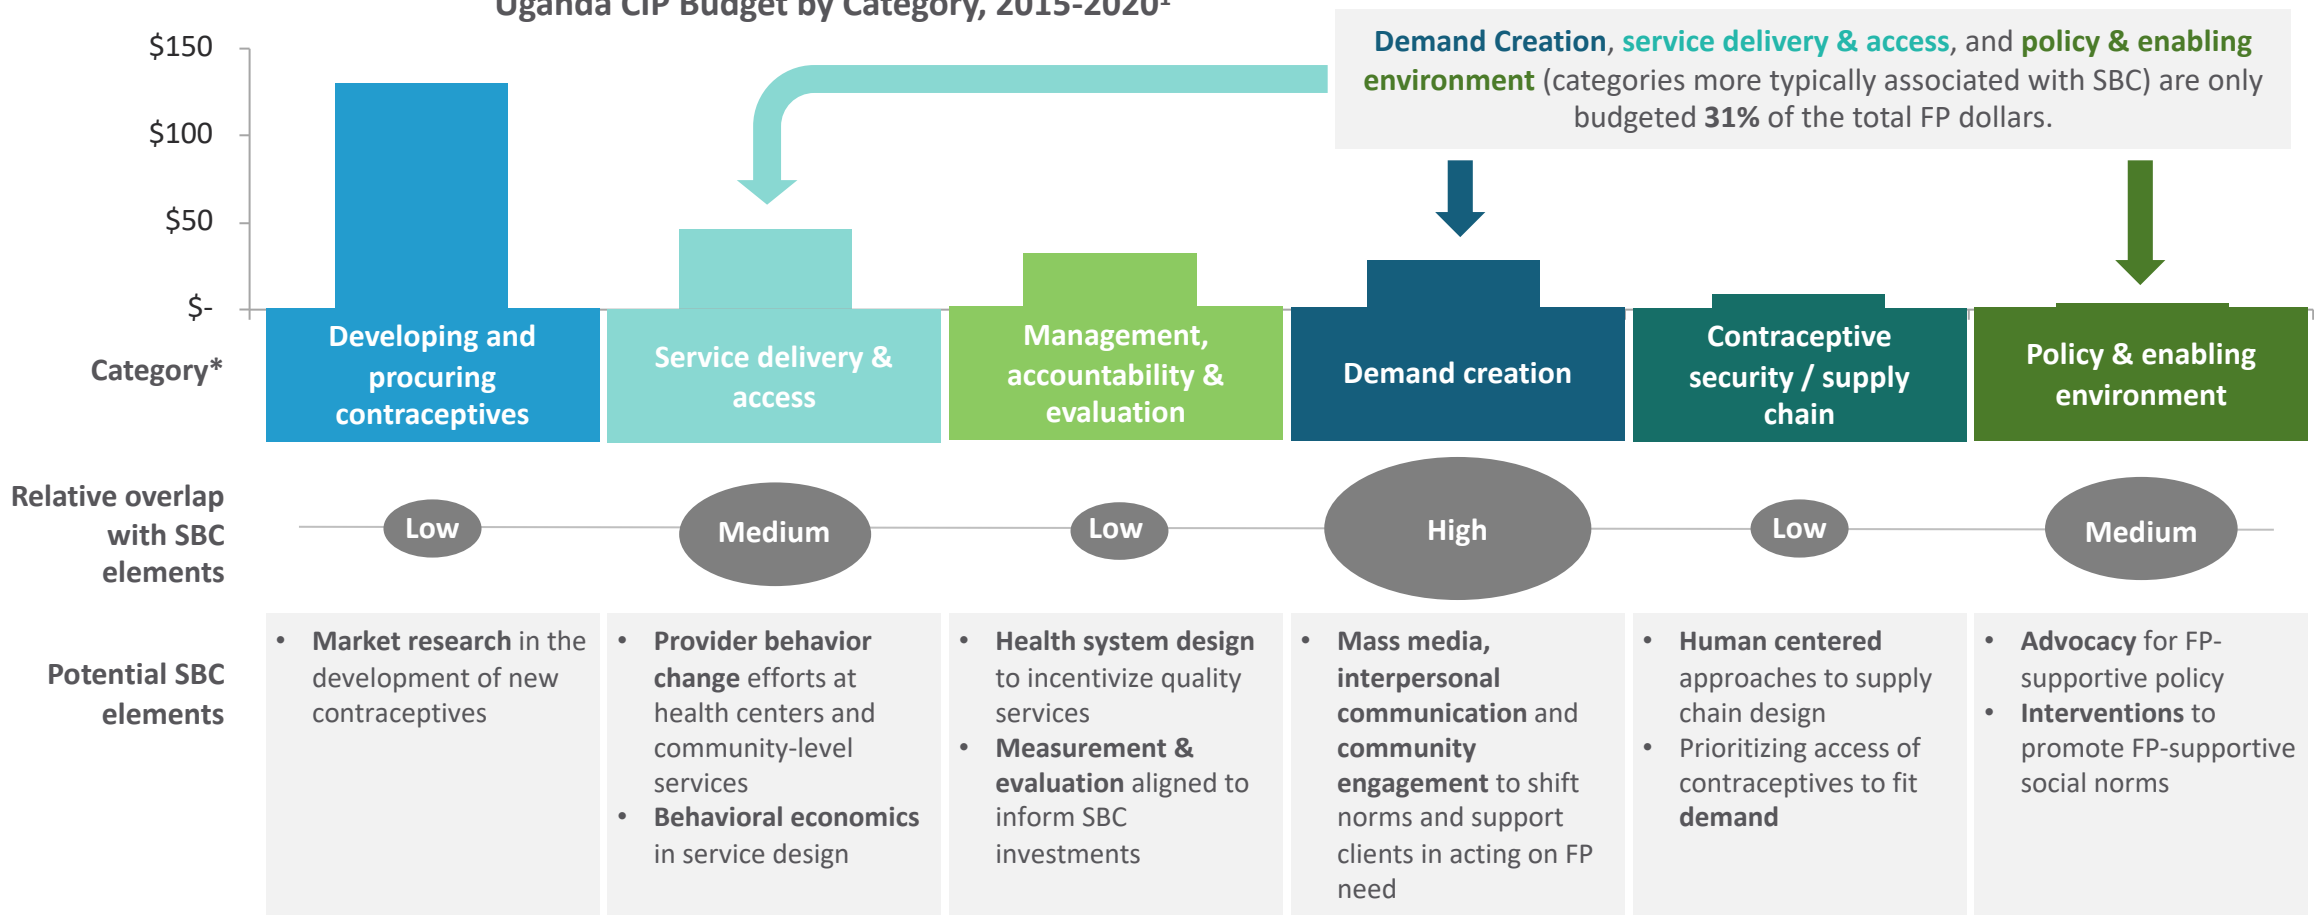 Uganda CIP Budget by Category, 2015-2020¹
Demand Creation, service delivery & access, and policy & enabling
environment (categories more typically associated with SBC) are only
budgeted 31% of the total FP dollars.
$150
$100
$50
$-
Category*
Developing and
procuring
contraceptives
Service delivery &
access
Management,
accountability &
evaluation
Demand creation
Contraceptive
security / supply
chain
Policy & enabling
environment
Relative overlap
with SBC
elements
Low
Medium
Low
High
Low
Medium
Potential SBC
elements
• Market research in the
development of new
contraceptives
• Provider behavior
change efforts at
health centers and
community-level
services
• Behavioral economics
in service design
• Health system design
to incentivize quality
services
• Measurement &
evaluation aligned to
inform SBC
investments
• Mass media,
interpersonal
communication and
community
engagement to shift
norms and support
clients in acting on FP
need
• Human centered
approaches to supply
chain design
• Prioritizing access of
contraceptives to fit
demand
• Advocacy for FP-
supportive policy
• Interventions to
promote FP-supportive
social norms